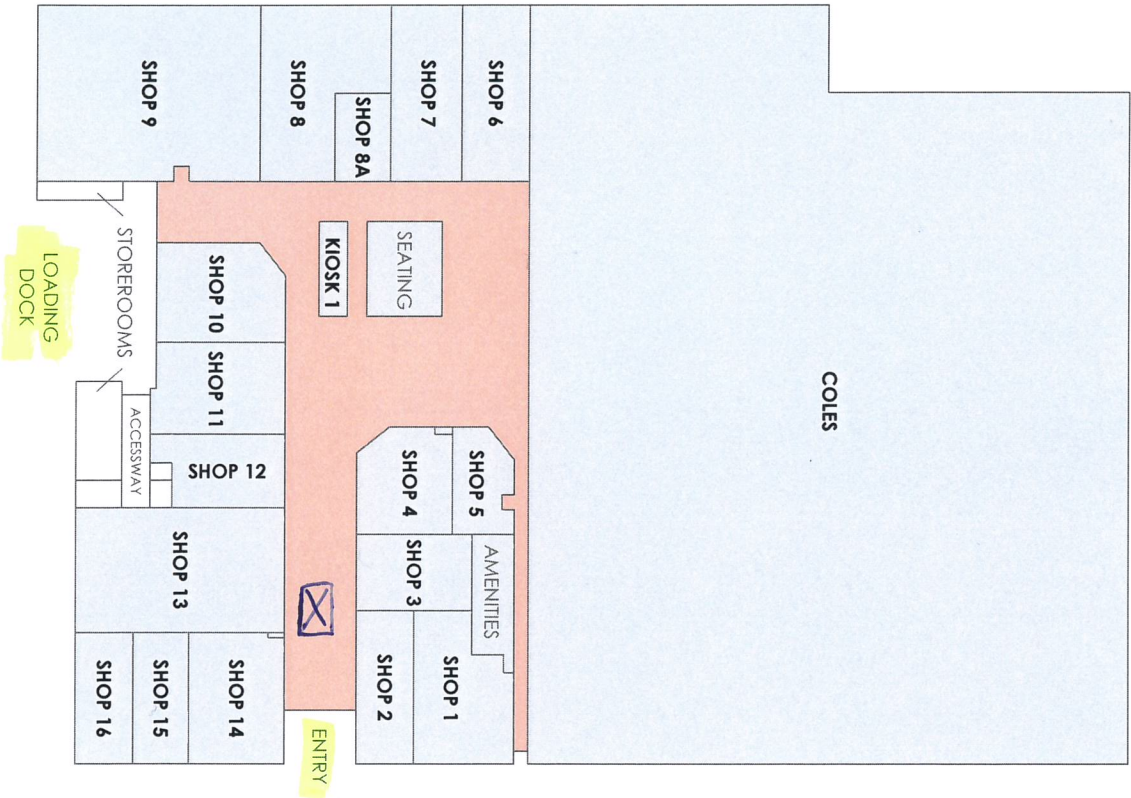 SHOP 9
SHOP 8
SHOP 8A
SHOP 7
SHOP 6
STOREROOMS
LOADING
DOCK
KIOSK 1
SEATING
SHOP 10
SHOP 11
COLES
ACCESSWAY
SHOP 12
SHOP 4
SHOP 5
SHOP 13
SHOP 3
AMENITIES
SHOP 16
SHOP 15
SHOP 14
SHOP 2
SHOP 1
ENTRY